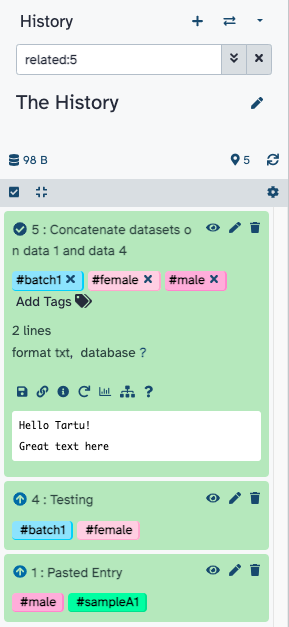 History
related:5
The History
98 B
5
5 : Concatenate datasets o
n data 1 and data 4
#batch1 #female #male
Add Tags
2 lines
format txt, database ?
Hello Tartu!
Great text here
4 : Testing
#batch1 #female
1 : Pasted Entry
#male #sampleA1